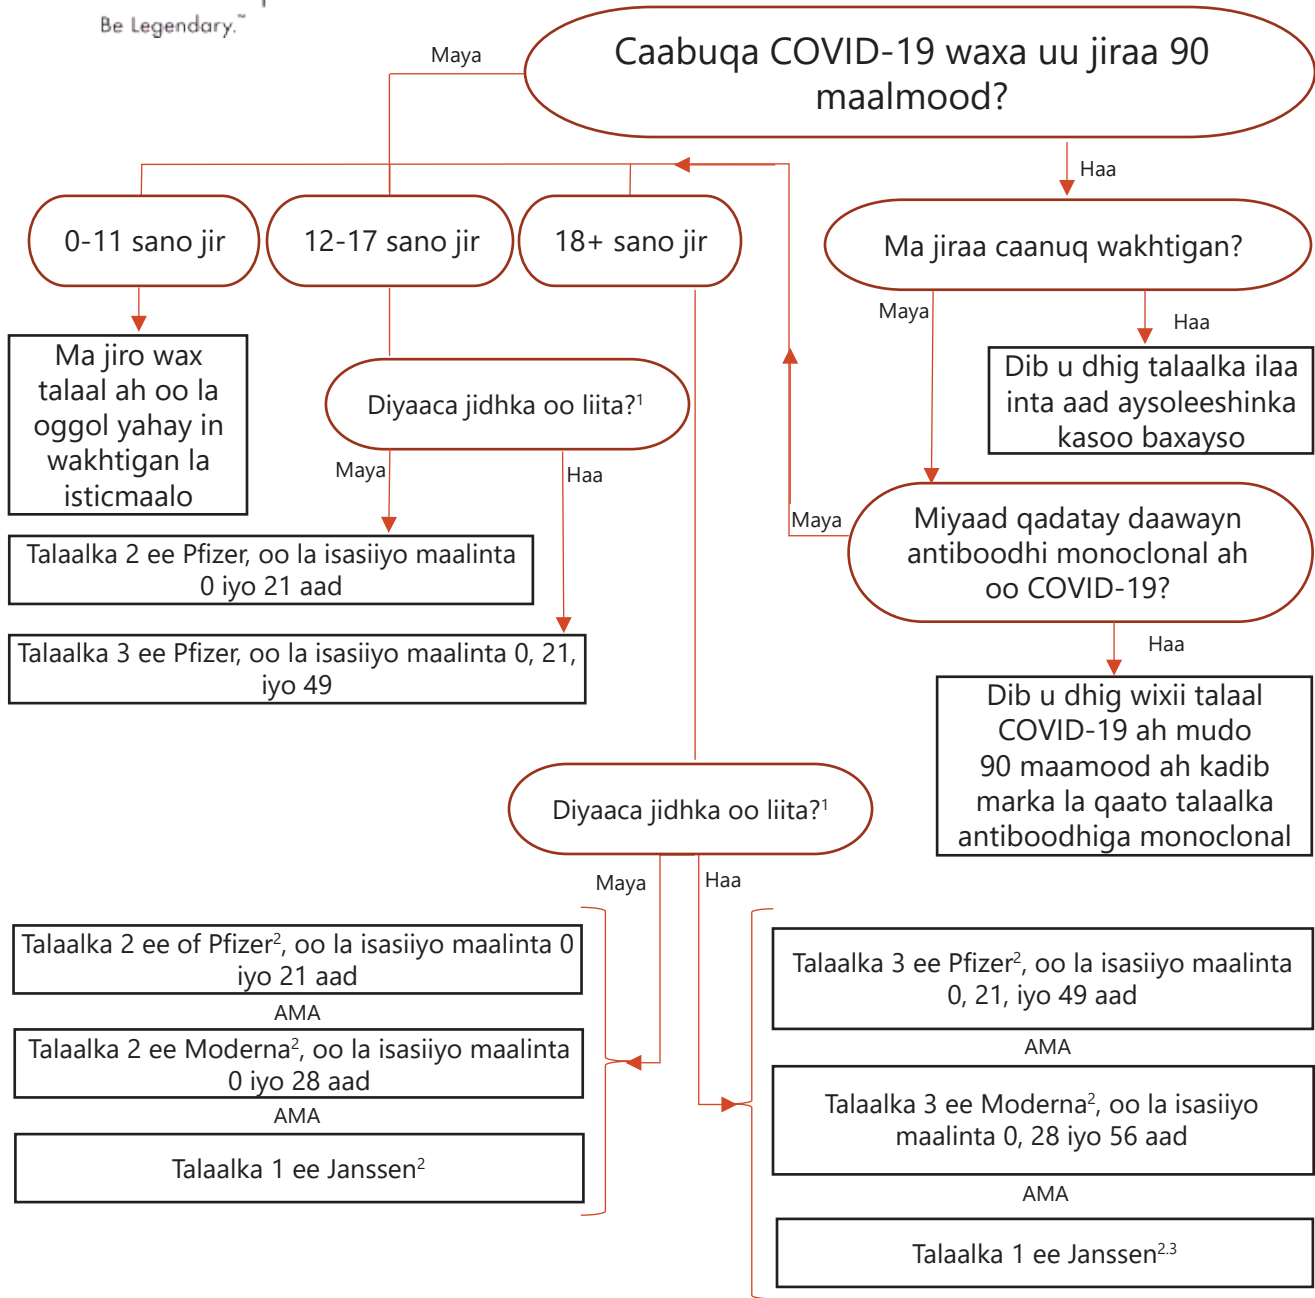 Be Legendary.™
Caabuqa COVID-19 waxa uu jiraa 90
maalmood?
Maya
Haa
0-11 sano jir
12-17 sano jir
18+ sano jir
Ma jiraa caanuq wakhtigan?
Maya
Haa
Ma jiro wax
talaal ah oo la
oggol yahay in
wakhtigan la
isticmaalo
Diyaaca jidhka oo liita?¹
Dib u dhig talaalka ilaa
inta aad aysoleeshinka
kasoo baxayso
Maya
Haa
Maya
Miyaad qadatay daawayn
antiboodhi monoclonal ah
oo COVID-19?
Talaalka 2 ee Pfizer, oo la isasiiyo maalinta
0 iyo 21 aad
Talaalka 3 ee Pfizer, oo la isasiiyo maalinta 0, 21,
iyo 49
Haa
Dib u dhig wixii talaal
COVID-19 ah mudo
90 maamood ah kadib
marka la qaato talaalka
antiboodhiga monoclonal
Diyaaca jidhka oo liita?¹
Maya
Haa
Talaalka 2 ee of Pfizer², oo la isasiiyo maalinta 0
iyo 21 aad
AMA
Talaalka 2 ee Moderna², oo la isasiiyo maalinta
0 iyo 28 aad
AMA
Talaalka 1 ee Janssen²
Talaalka 3 ee Pfizer², oo la isasiiyo maalinta
0, 21, iyo 49 aad
AMA
Talaalka 3 ee Moderna², oo la isasiiyo
maalinta 0, 28 iyo 56 aad
AMA
Talaalka 1 ee Janssen²·³